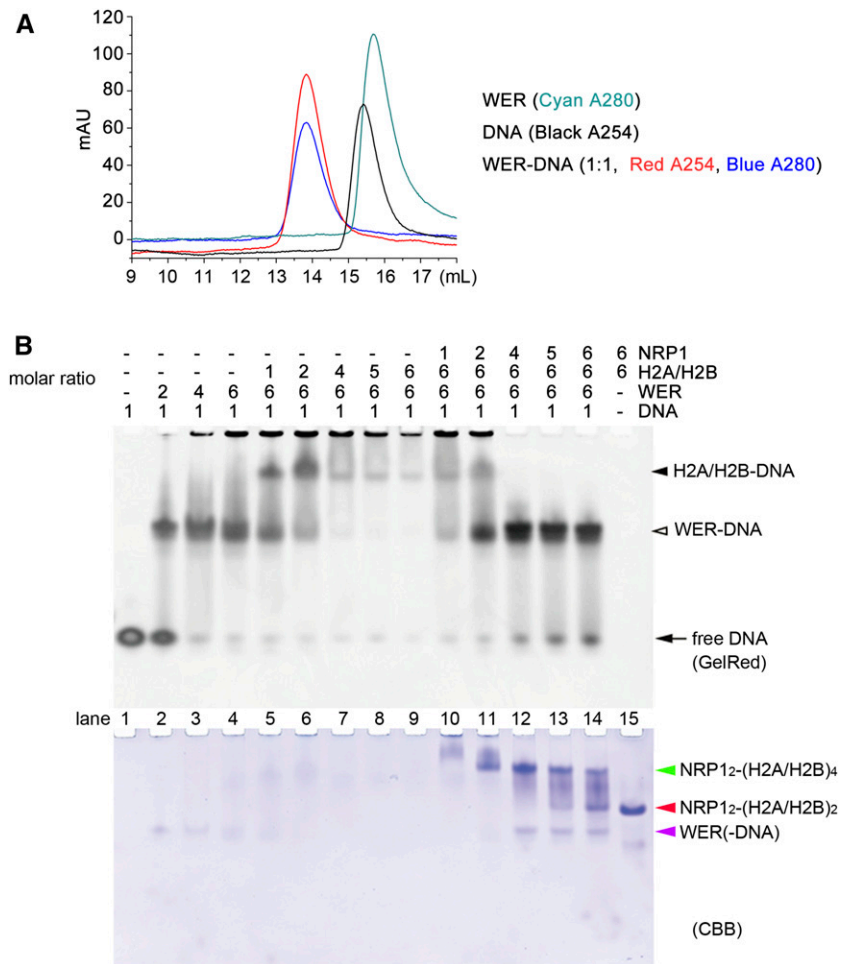 A
120
100
80
60
40
20
0
mAU
9 10 11 12 13 14 15 16 17 (mL)
WER (Cyan A280)
DNA (Black A254)
WER-DNA (1:1, Red A254, Blue A280)
B
molar ratio
- - - - - - - - - 1 2 4 5 6 6 NRP1
- - - - 1 2 4 5 6 6 6 6 6 6 6 H2A/H2B
- 2 4 6 6 6 6 6 6 6 6 6 6 6 - WER
1 1 1 1 1 1 1 1 1 1 1 1 1 1 - DNA
H2A/H2B-DNA
WER-DNA
free DNA
(GelRed)
lane 1 2 3 4 5 6 7 8 9 10 11 12 13 14 15
NRP1₂-(H2A/H2B)₄
NRP1₂-(H2A/H2B)₂
WER(-DNA)
(CBB)